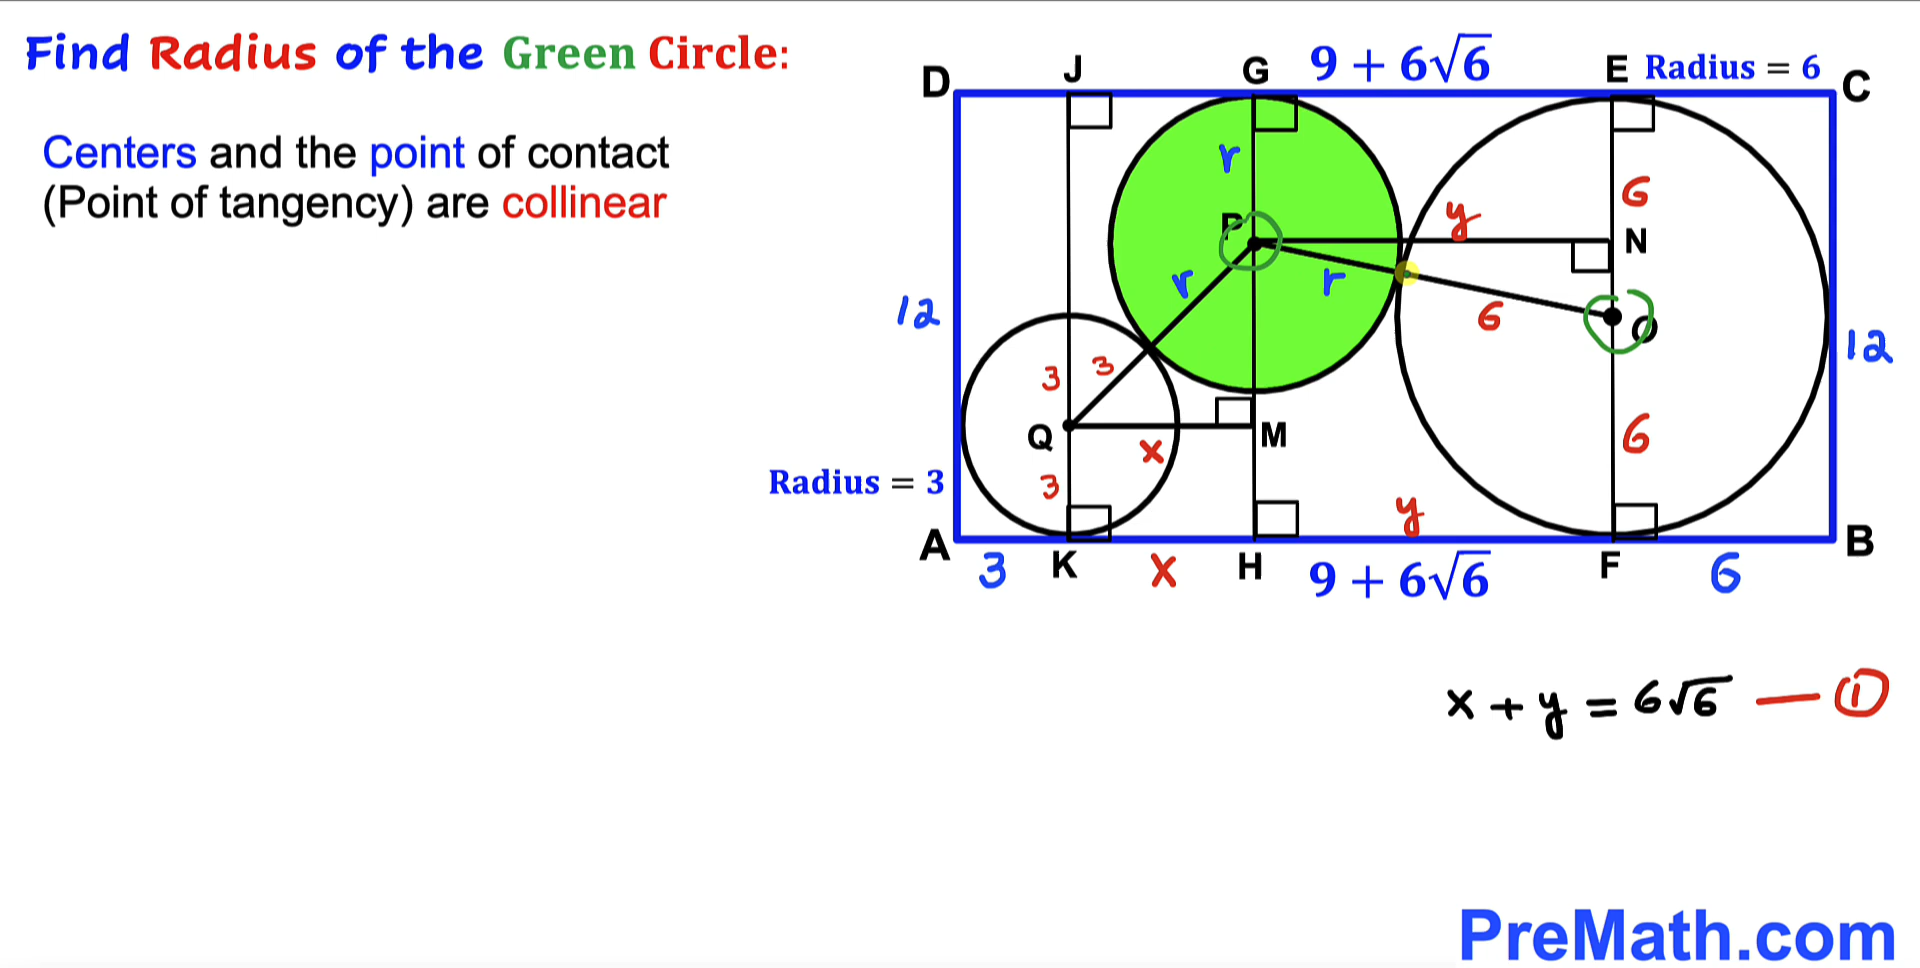 Find Radius of the Green Circle:
Centers and the point of contact
(Point of tangency) are collinear
D J G 9 + 6√6 E Radius = 6 C
r 6
P y N
r r
12 6 O 12
3 3
Q M 6
x
Radius = 3 3
y
A B
3 K x H 9 + 6√6 F 6
x + y = 6√6 — ①
PreMath.com